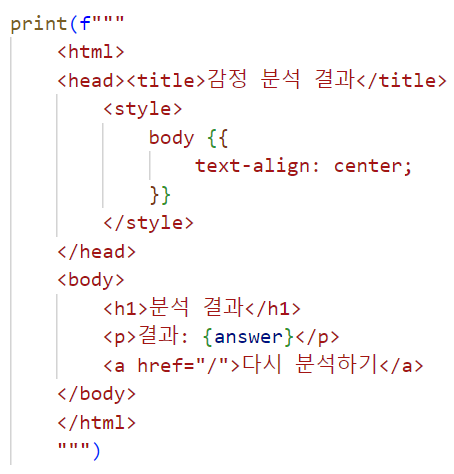 print(f"""
    <html>
    <head><title>감정 분석 결과</title>
        <style>
            body {{
                text-align: center;
            }}
        </style>
    </head>
    <body>
        <h1>분석 결과</h1>
        <p>결과: {answer}</p>
        <a href="/">다시 분석하기</a>
    </body>
    </html>
    """)